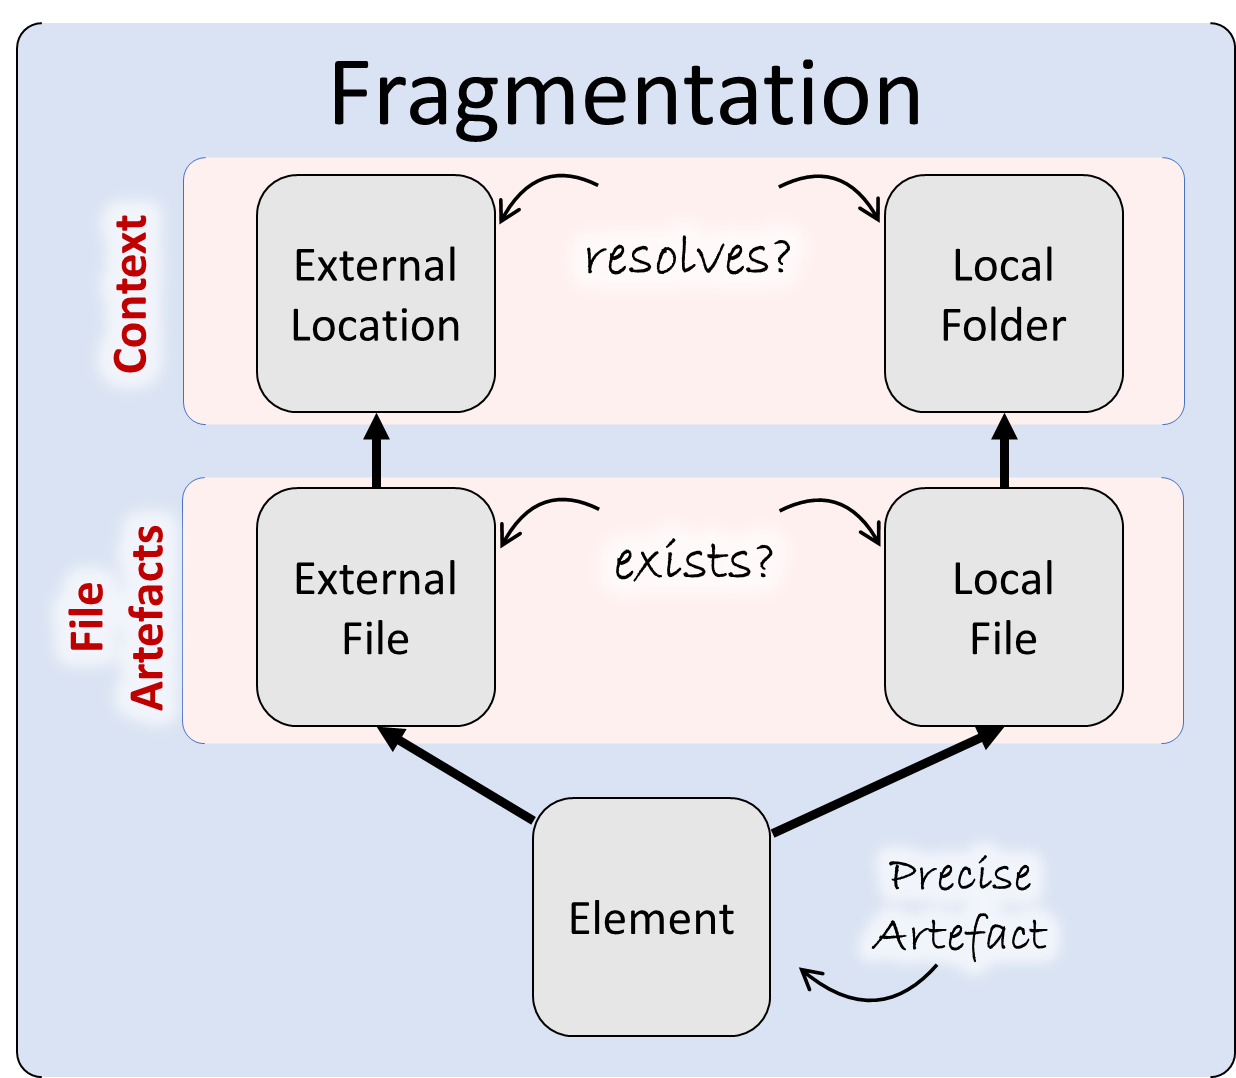 Fragmentation
Context
External
Location
resolves?
Local
Folder
File
Artefacts
External
File
exists?
Local
File
Element
Precise
Artefact